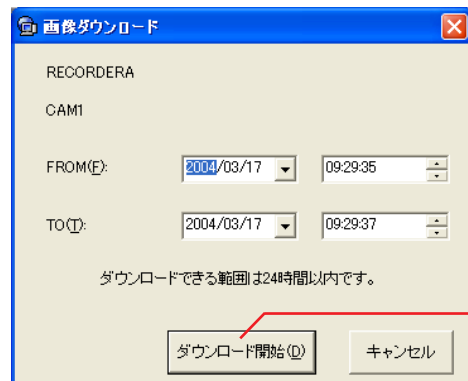 画像ダウンロード
RECORDERA
CAM1
FROM(F): 2004/03/17 09:29:35
TO(T): 2004/03/17 09:29:37
ダウンロードできる範囲は24時間以内です。
ダウンロード開始(D) キャンセル